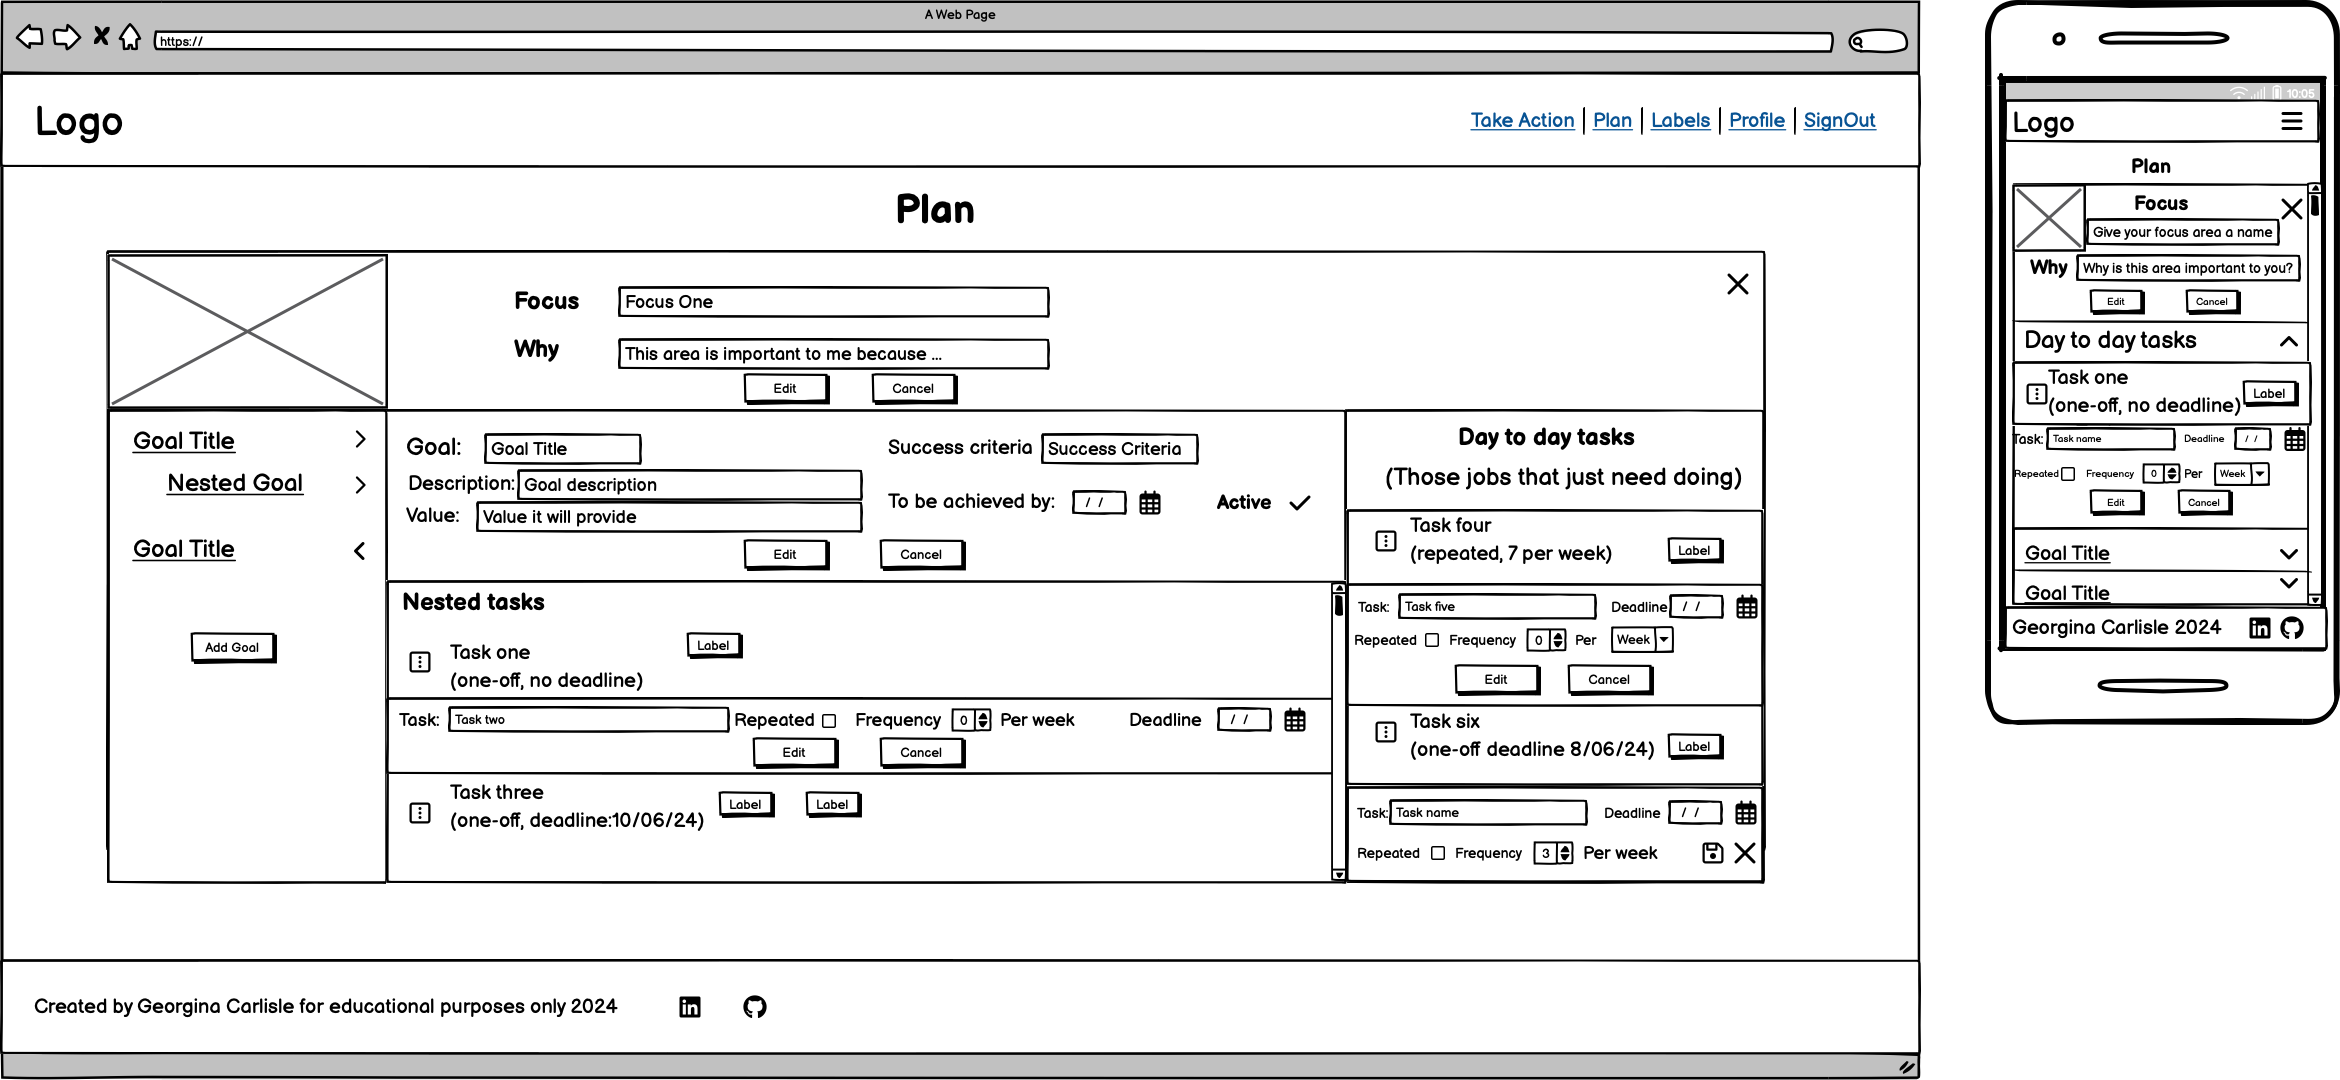 A Web Page
https://
Logo
Take Action | Plan | Labels | Profile | SignOut
Plan
Focus
Focus One
Why
This area is important to me because ...
Edit
Cancel
Goal Title
Nested Goal
Goal Title
Add Goal
Goal:
Goal Title
Success criteria
Success Criteria
Description:
Goal description
Value:
Value it will provide
To be achieved by:
/ /
Active
Edit
Cancel
Nested tasks
Task one
(one-off, no deadline)
Label
Task:
Task two
Repeated
Frequency
0
Per week
Deadline
/ /
Edit
Cancel
Task three
(one-off, deadline:10/06/24)
Label
Label
Day to day tasks
(Those jobs that just need doing)
Task four
(repeated, 7 per week)
Label
Task:
Task five
Deadline
/ /
Repeated
Frequency
0
Per
Week
Edit
Cancel
Task six
(one-off deadline 8/06/24)
Label
Task:
Task name
Deadline
/ /
Repeated
Frequency
3
Per week
Created by Georgina Carlisle for educational purposes only 2024
10:05
Logo
Plan
Focus
Give your focus area a name
Why
Why is this area important to you?
Edit
Cancel
Day to day tasks
Task one
(one-off, no deadline)
Label
Task:
Task name
Deadline
/ /
Repeated
Frequency
0
Per
Week
Edit
Cancel
Goal Title
Goal Title
Georgina Carlisle 2024